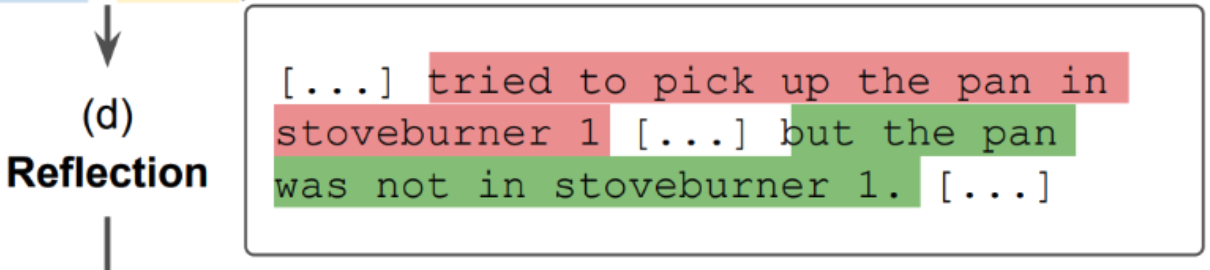 (d)
Reflection
[...] tried to pick up the pan in
stoveburner 1 [...] but the pan
was not in stoveburner 1. [...]